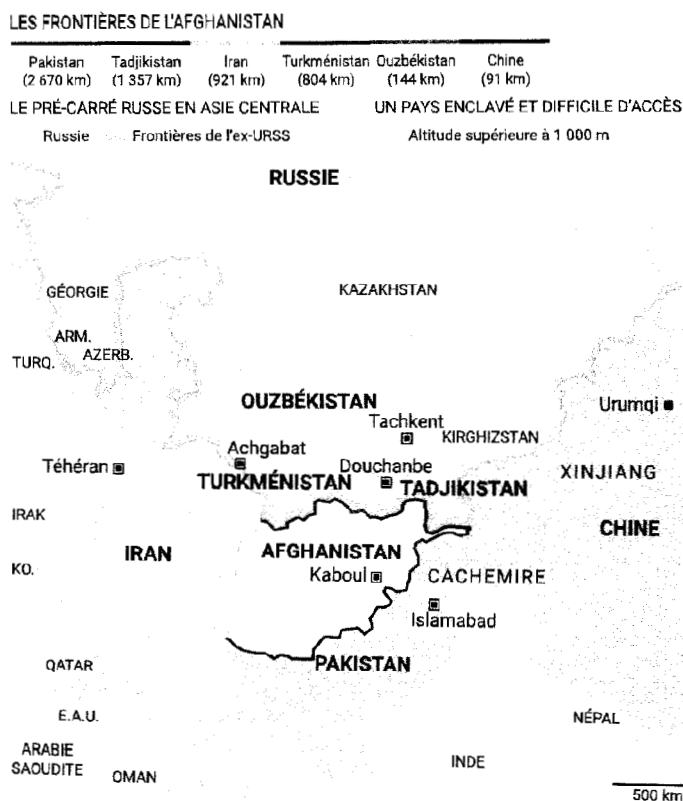 LES FRONTIÈRES DE L'AFGHANISTAN
Pakistan Tadjikistan Iran Turkménistan Ouzbékistan Chine
(2 670 km) (1 357 km) (921 km) (804 km) (144 km) (91 km)
LE PRÉ-CARRÉ RUSSE EN ASIE CENTRALE UN PAYS ENCLAVÉ ET DIFFICILE D'ACCÈS
Russie Frontières de l'ex-URSS Altitude supérieure à 1 000 m
RUSSIE
GÉORGIE
KAZAKHSTAN
ARM.
AZERB.
TURQ.
OUZBÉKISTAN
Urumqi
Tachkent
KIRGHIZSTAN
Achgabat
Téhéran
Douchanbe
XINJIANG
TURKMÉNISTAN
TADJIKISTAN
IRAK
CHINE
IRAN
AFGHANISTAN
KO.
Kaboul
CACHEMIRE
Islamabad
QATAR
PAKISTAN
E.A.U.
NÉPAL
ARABIE
SAOUDITE
OMAN
INDE
500 km